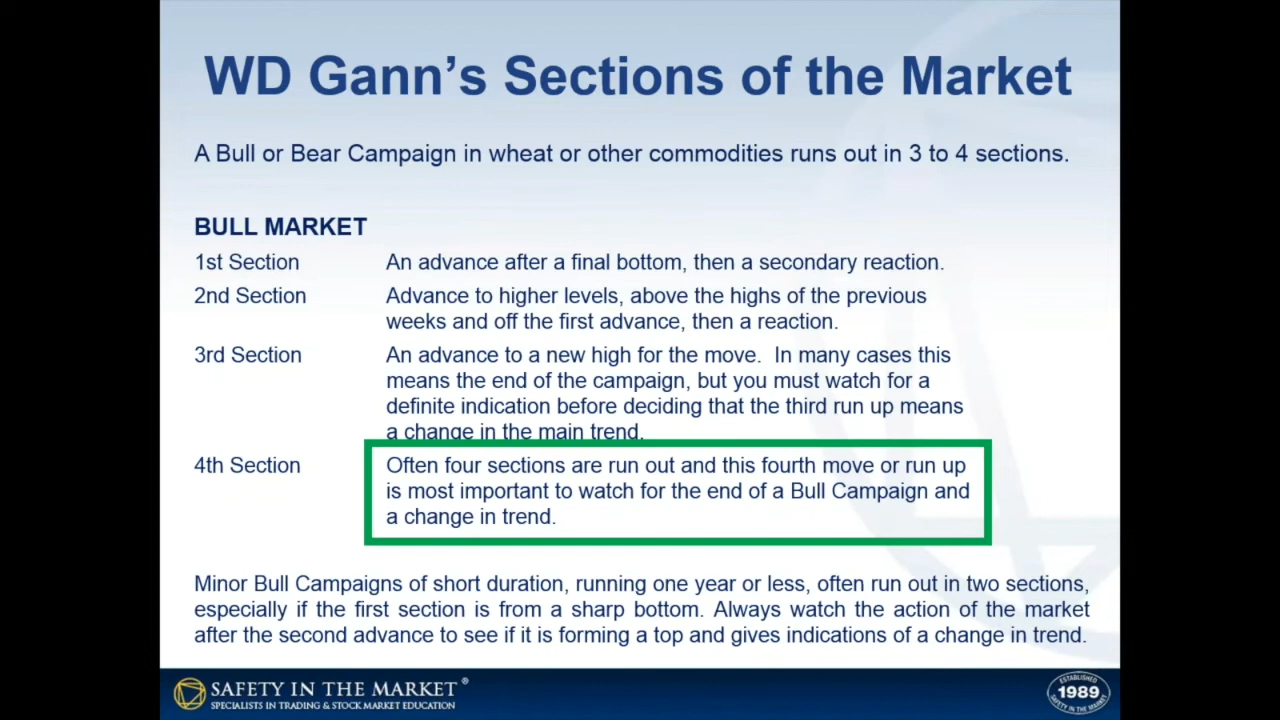 WD Gann's Sections of the Market
A Bull or Bear Campaign in wheat or other commodities runs out in 3 to 4 sections.
BULL MARKET
1st Section An advance after a final bottom, then a secondary reaction.
2nd Section Advance to higher levels, above the highs of the previous
weeks and off the first advance, then a reaction.
3rd Section An advance to a new high for the move. In many cases this
means the end of the campaign, but you must watch for a
definite indication before deciding that the third run up means
a change in the main trend.
4th Section Often four sections are run out and this fourth move or run up
is most important to watch for the end of a Bull Campaign and
a change in trend.
Minor Bull Campaigns of short duration, running one year or less, often run out in two sections,
especially if the first section is from a sharp bottom. Always watch the action of the market
after the second advance to see if it is forming a top and gives indications of a change in trend.
SAFETY IN THE MARKET®
SPECIALISTS IN TRADING & STOCK MARKET EDUCATION
ESTABLISHED
1989
SAFETY IN THE MARKET